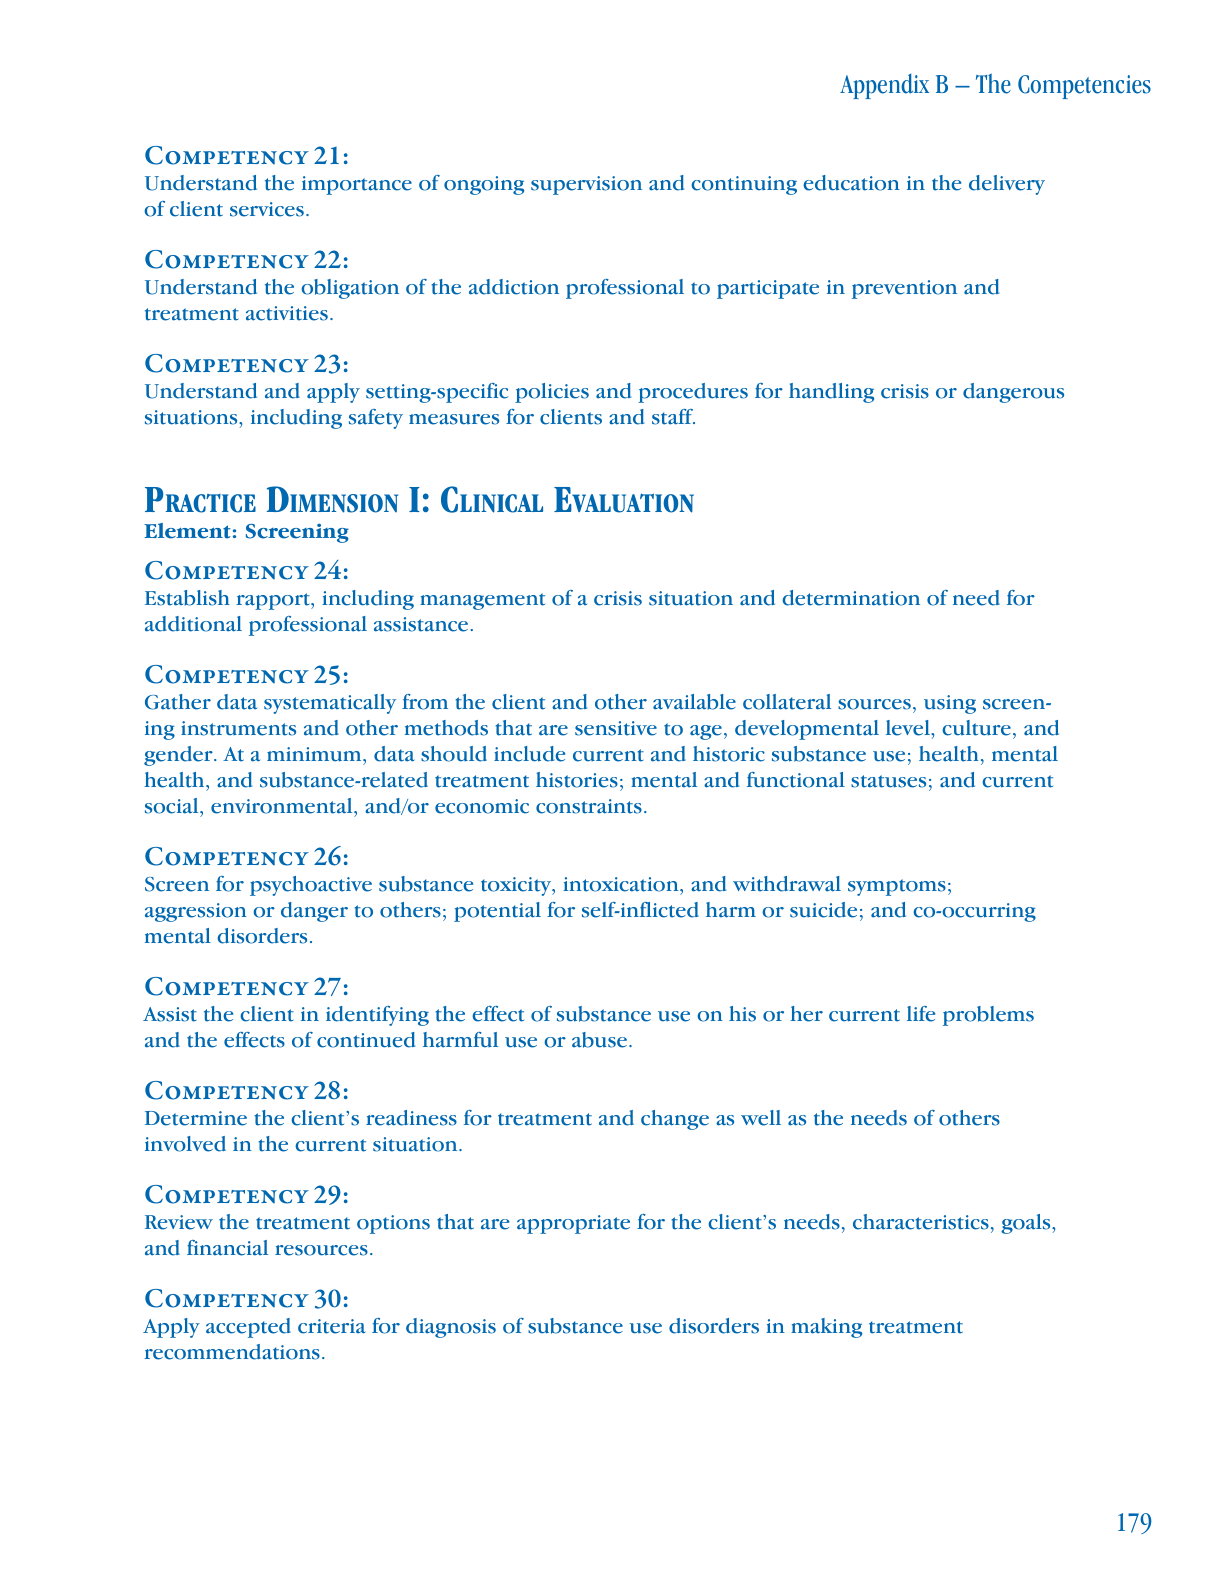 Appendix B – The Competencies
Competency 21:
Understand the importance of ongoing supervision and continuing education in the delivery
of client services.
Competency 22:
Understand the obligation of the addiction professional to participate in prevention and
treatment activities.
Competency 23:
Understand and apply setting-specific policies and procedures for handling crisis or dangerous
situations, including safety measures for clients and staff.
Practice Dimension I: Clinical Evaluation
Element: Screening
Competency 24:
Establish rapport, including management of a crisis situation and determination of need for
additional professional assistance.
Competency 25:
Gather data systematically from the client and other available collateral sources, using screen-
ing instruments and other methods that are sensitive to age, developmental level, culture, and
gender. At a minimum, data should include current and historic substance use; health, mental
health, and substance-related treatment histories; mental and functional statuses; and current
social, environmental, and/or economic constraints.
Competency 26:
Screen for psychoactive substance toxicity, intoxication, and withdrawal symptoms;
aggression or danger to others; potential for self-inflicted harm or suicide; and co-occurring
mental disorders.
Competency 27:
Assist the client in identifying the effect of substance use on his or her current life problems
and the effects of continued harmful use or abuse.
Competency 28:
Determine the client’s readiness for treatment and change as well as the needs of others
involved in the current situation.
Competency 29:
Review the treatment options that are appropriate for the client’s needs, characteristics, goals,
and financial resources.
Competency 30:
Apply accepted criteria for diagnosis of substance use disorders in making treatment
recommendations.
179